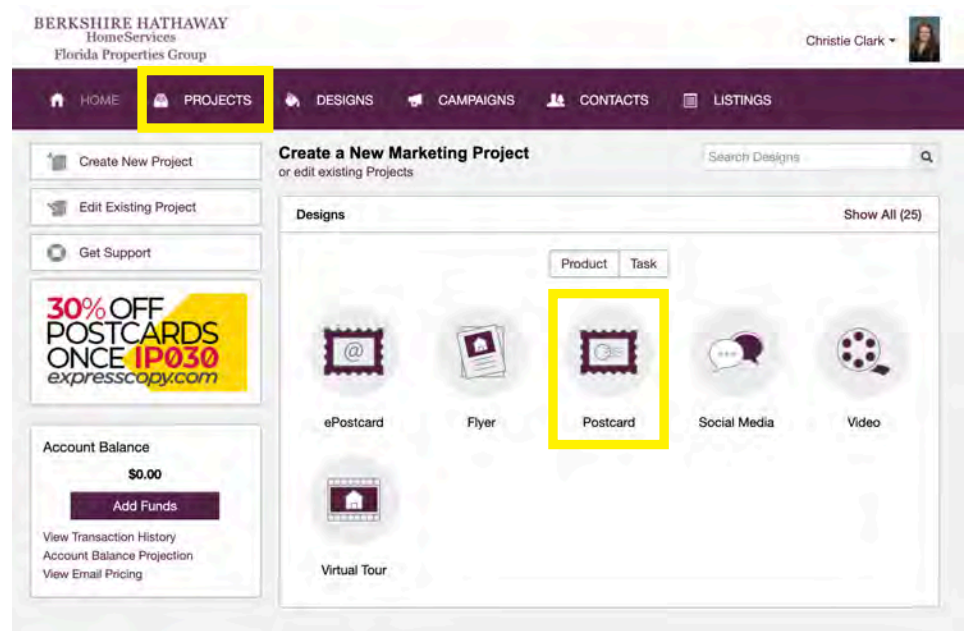 BERKSHIRE HATHAWAY
HomeServices
Florida Properties Group
Christie Clark
HOME PROJECTS DESIGNS CAMPAIGNS CONTACTS LISTINGS
Create New Project
Edit Existing Project
Get Support
30% OFF
POSTCARDS
ONCE IP030
expresscopy.com
Account Balance
$0.00
Add Funds
View Transaction History
Account Balance Projection
View Email Pricing
Create a New Marketing Project
or edit existing Projects
Search Designs
Designs Show All (25)
Product Task
@
ePostcard Flyer Postcard Social Media Video
Virtual Tour